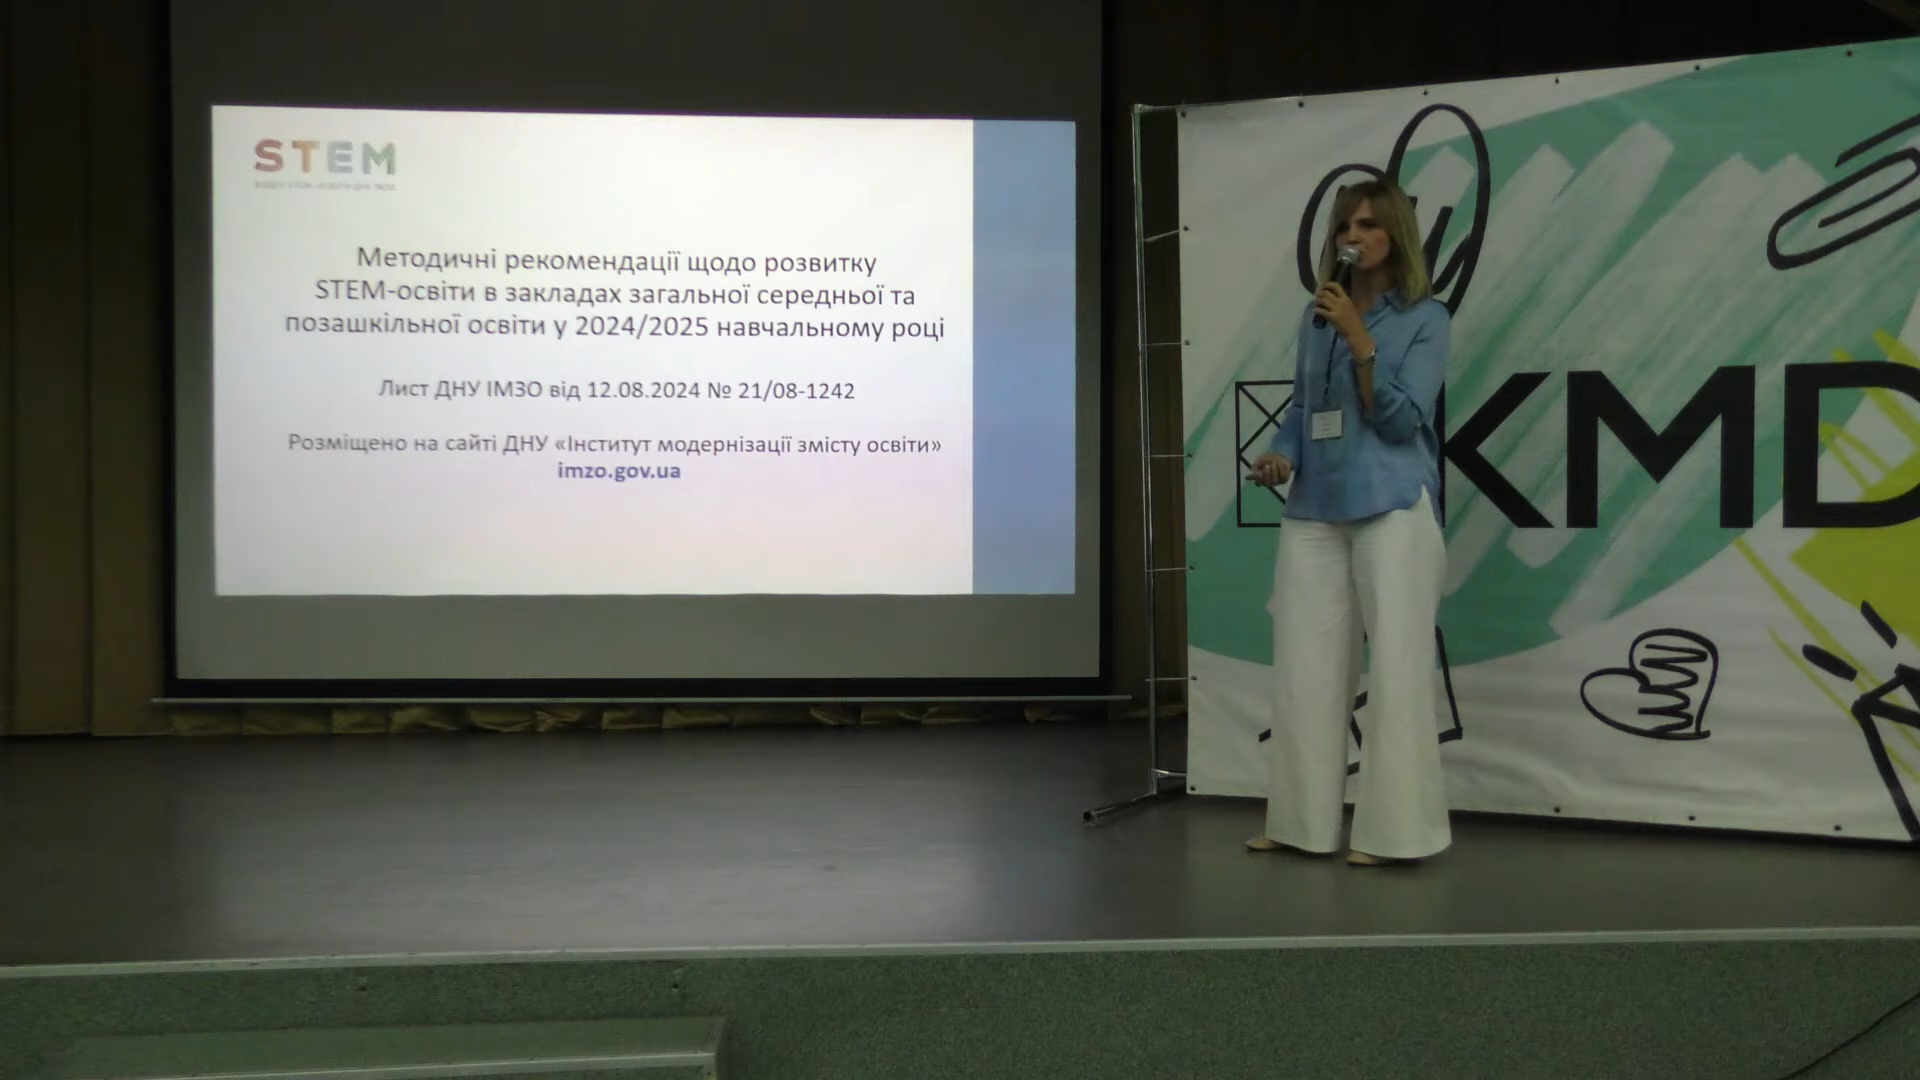 STEM
Методичні рекомендації щодо розвитку
STEM-освіти в закладах загальної середньої та
позашкільної освіти у 2024/2025 навчальному році
Лист ДНУ ІМЗО від 12.08.2024 № 21/08-1242
Розміщено на сайті ДНУ «Інститут модернізації змісту освіти»
imzo.gov.ua
KMD